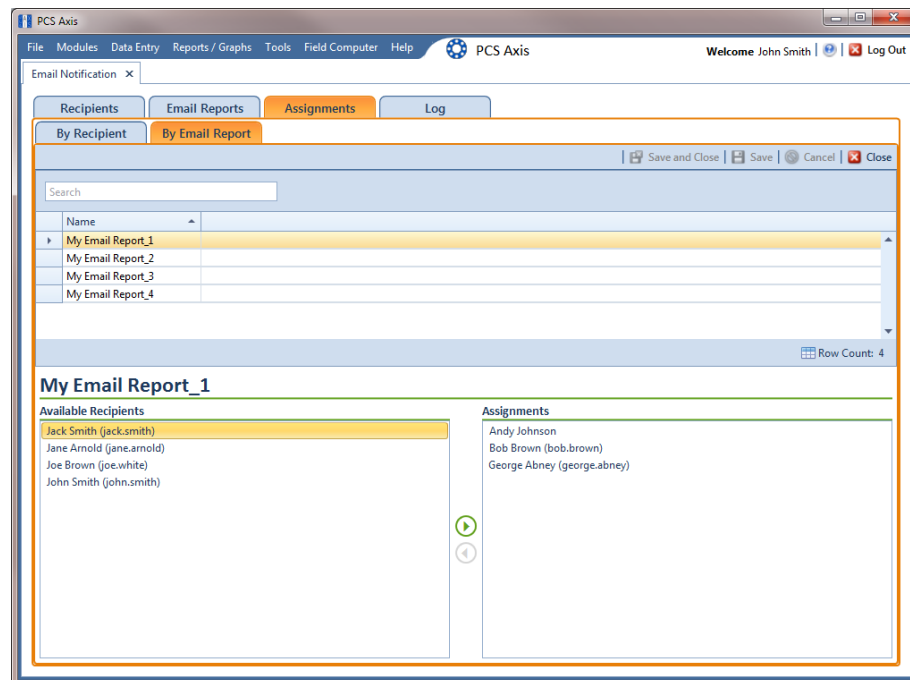 PCS Axis
File Modules Data Entry Reports / Graphs Tools Field Computer Help PCS Axis Welcome John Smith Log Out
Email Notification
Recipients Email Reports Assignments Log
By Recipient By Email Report
Save and Close Save Cancel Close
Search
Name
My Email Report_1
My Email Report_2
My Email Report_3
My Email Report_4
Row Count: 4
My Email Report_1
Available Recipients
Jack Smith (jack.smith)
Jane Arnold (jane.arnold)
Joe Brown (joe.white)
John Smith (john.smith)
Assignments
Andy Johnson
Bob Brown (bob.brown)
George Abney (george.abney)